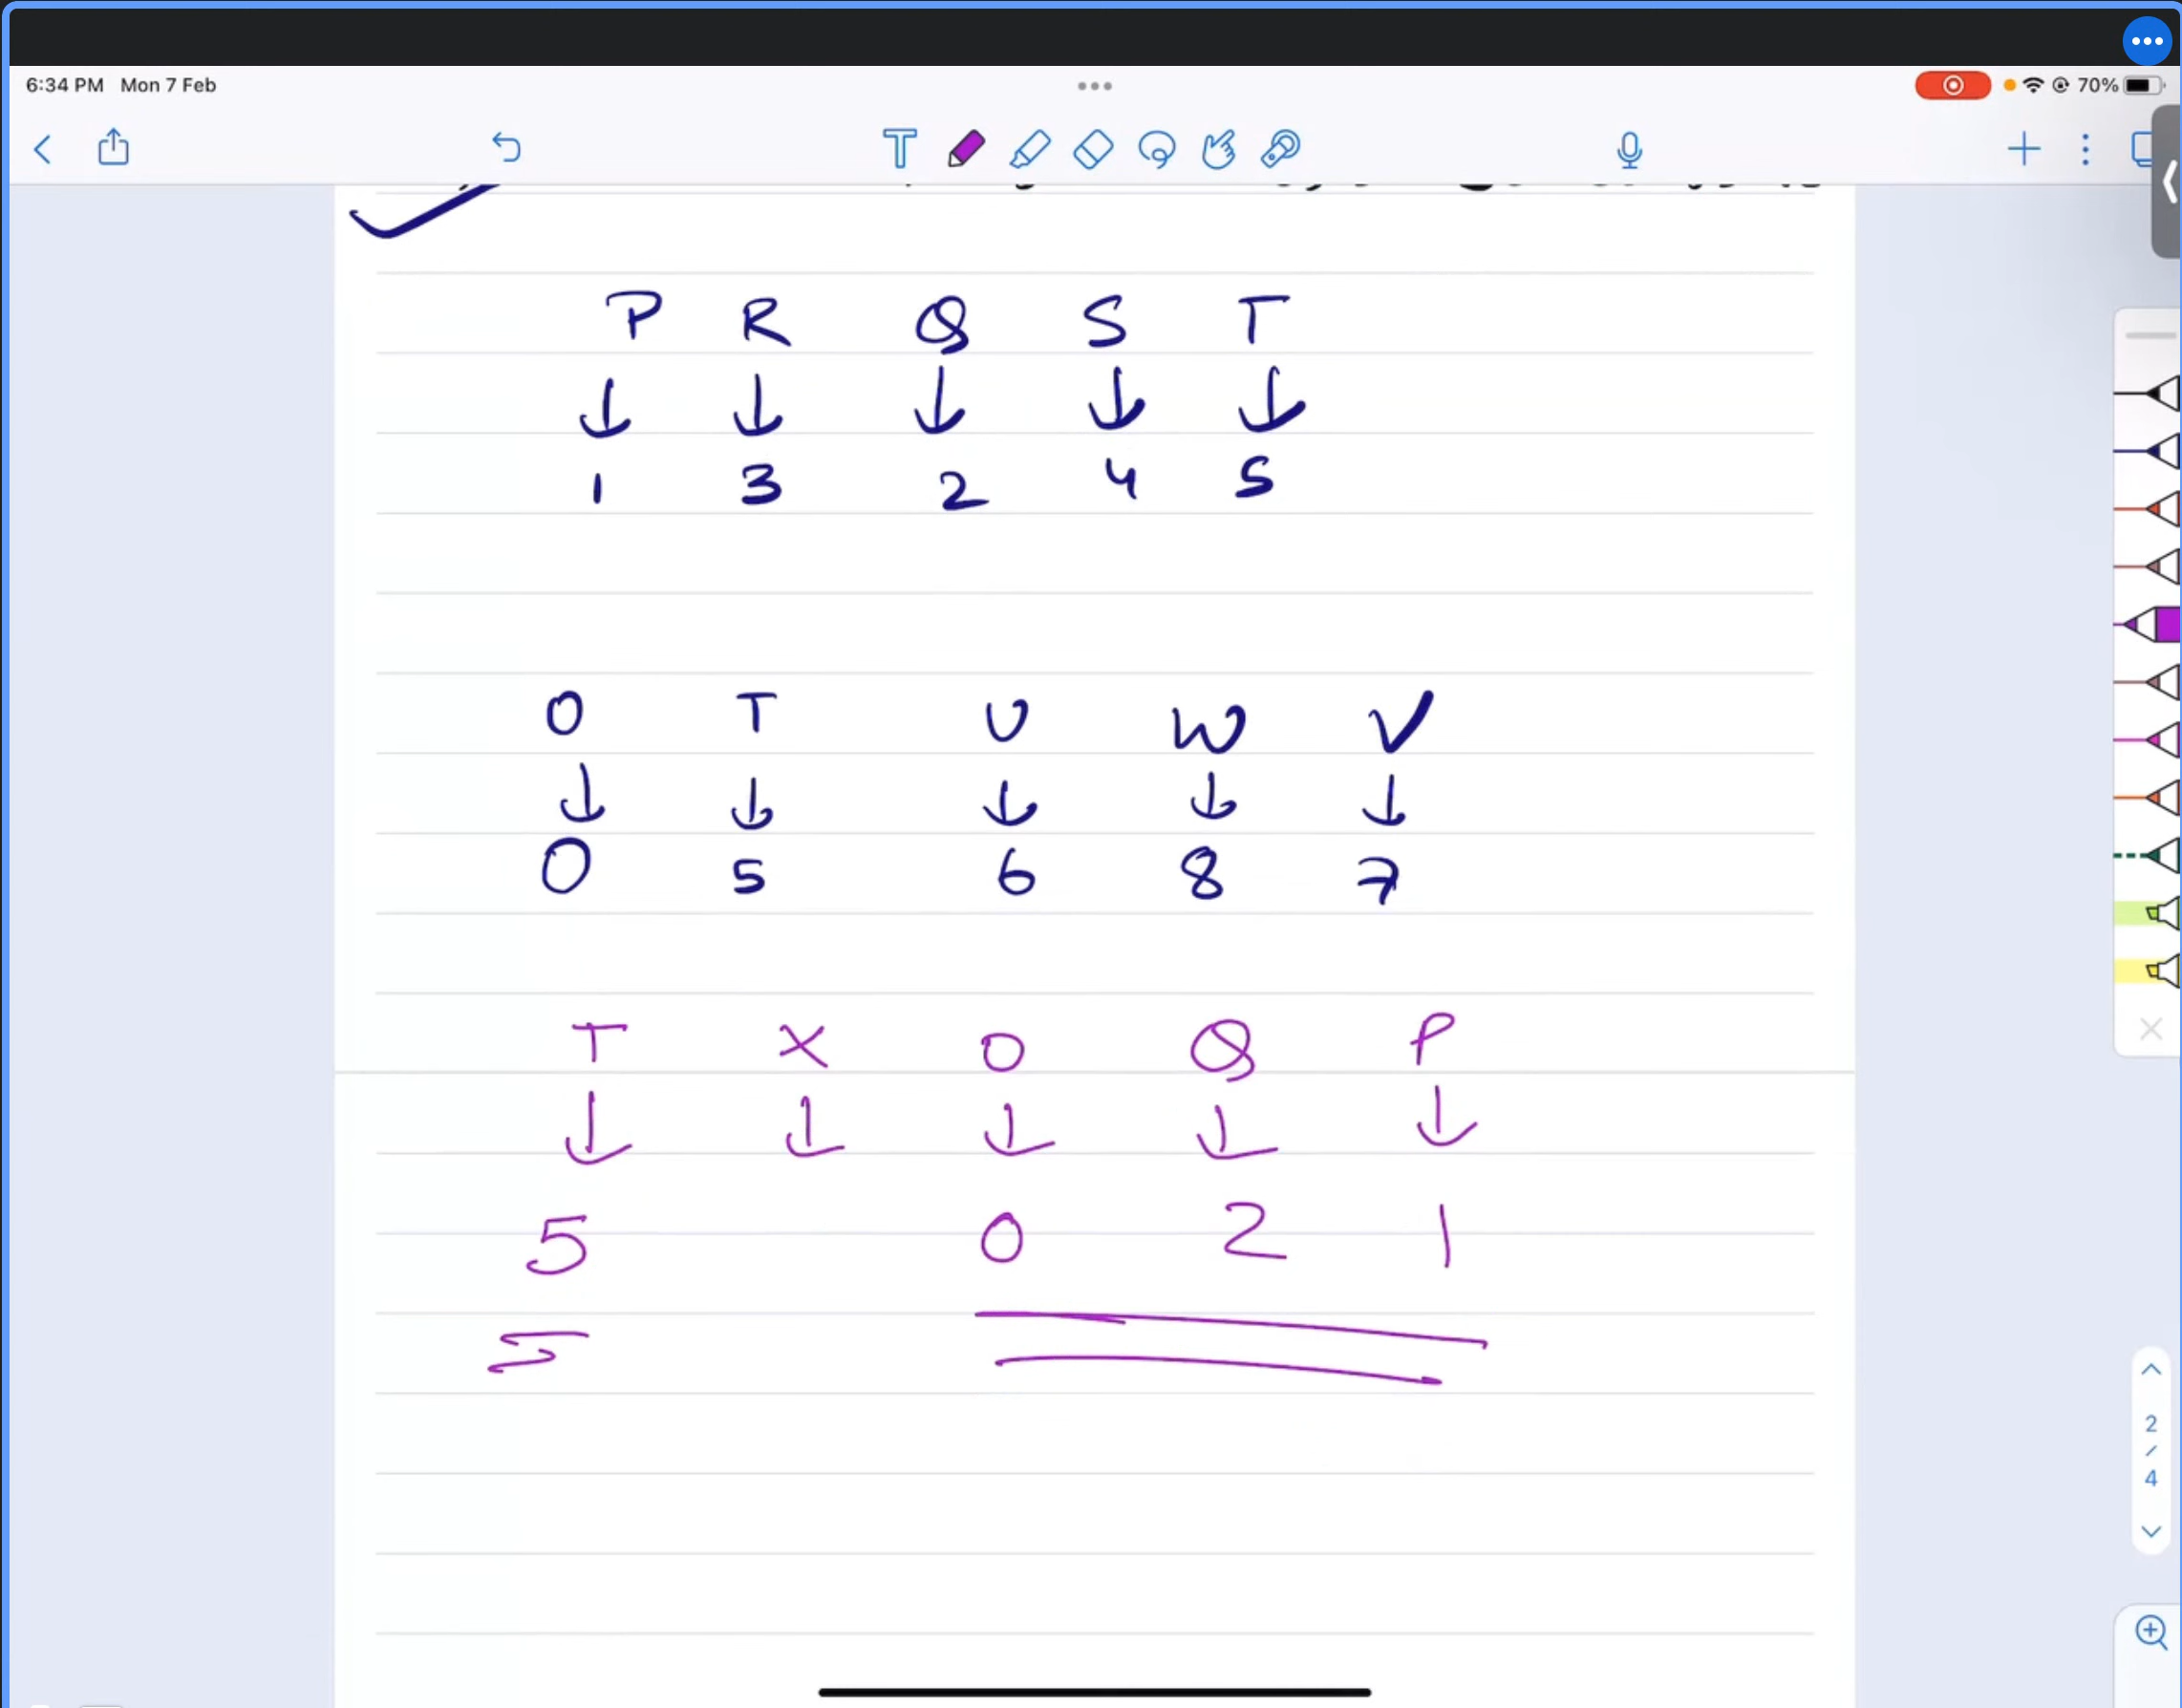 6:34 PM Mon 7 Feb 70%
P R Q S T
↓ ↓ ↓ ↓ ↓
1 3 2 4 5
O T U W V
↓ ↓ ↓ ↓ ↓
0 5 6 8 7
T X O Q P
↓ ↓ ↓ ↓ ↓
5 0 2 1
2
/
4